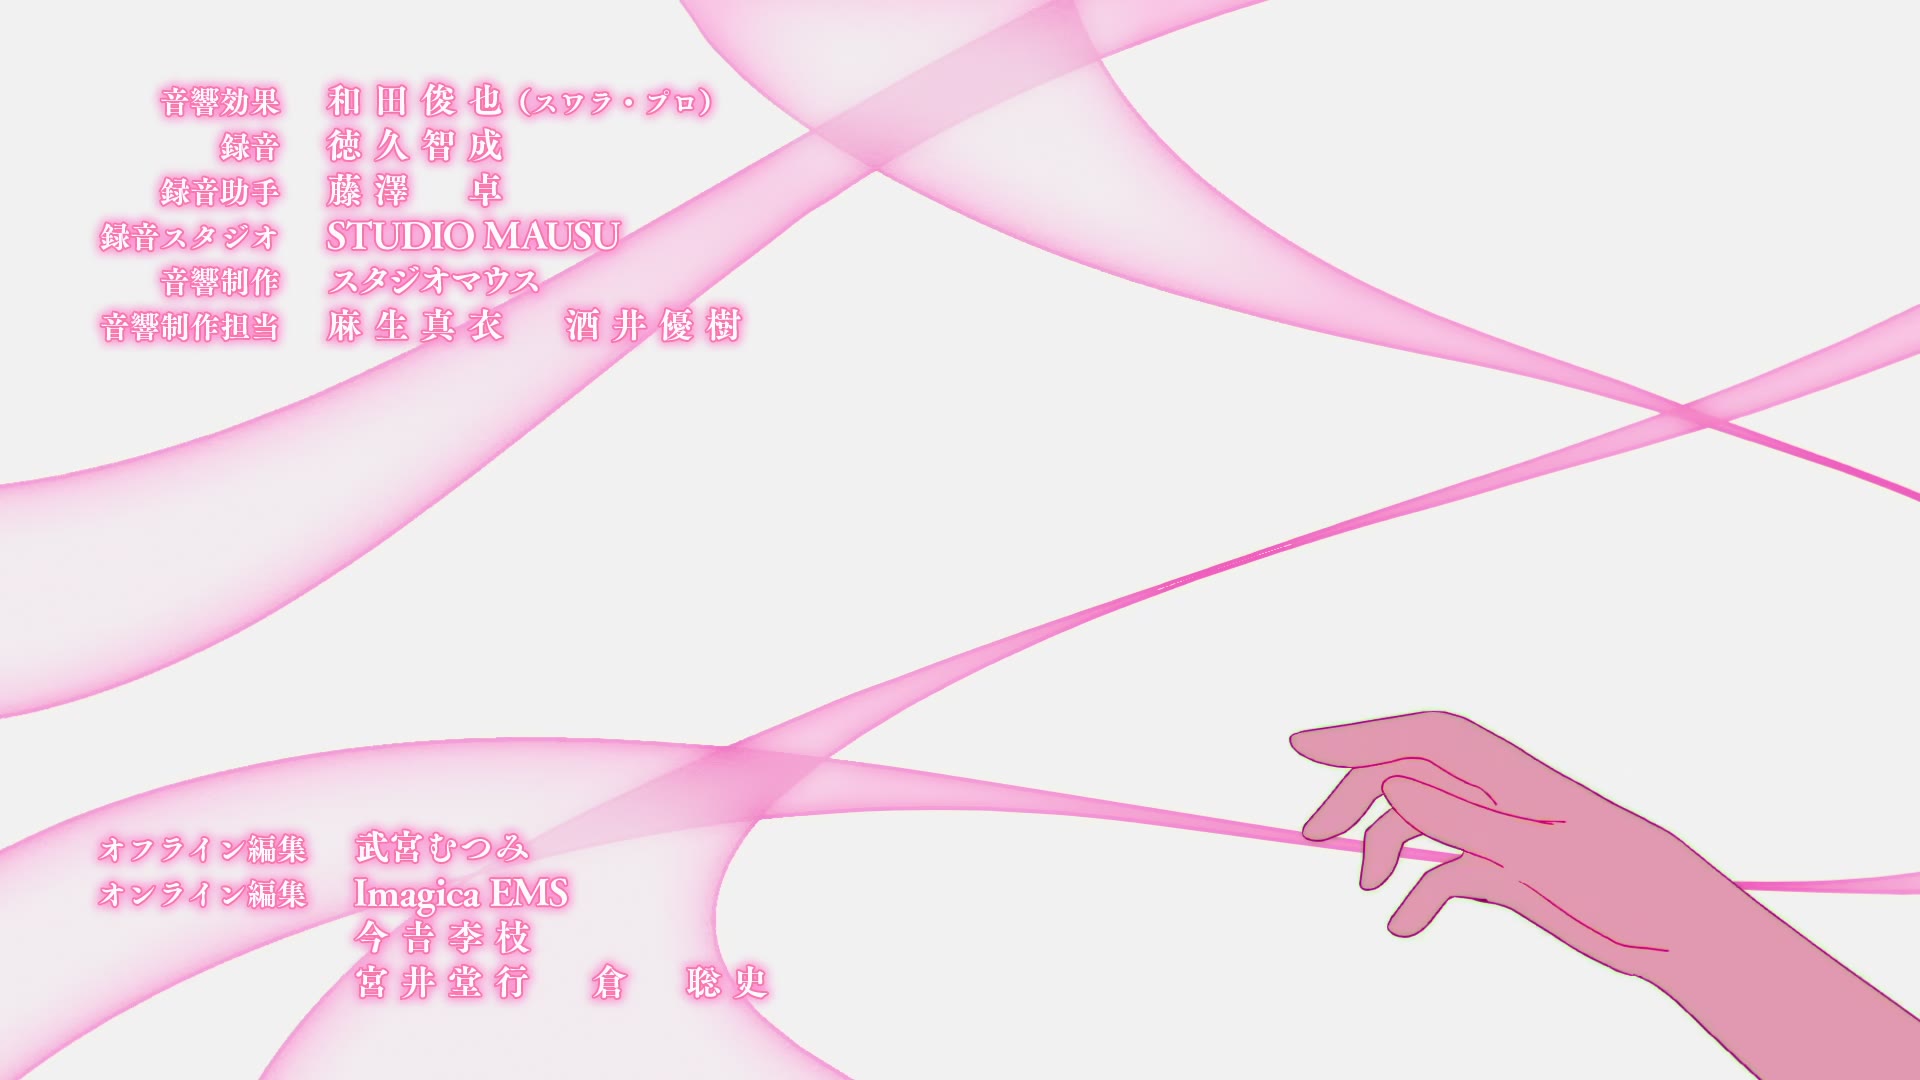 音響効果 和田俊也（スワラ・プロ）
録音 徳久智成
録音助手 藤澤 卓
録音スタジオ STUDIO MAUSU
音響制作 スタジオマウス
音響制作担当 麻生真衣 酒井優樹
オフライン編集 武宮むつみ
オンライン編集 Imagica EMS
今𠮷李枝
宮井堂行 倉 聡史